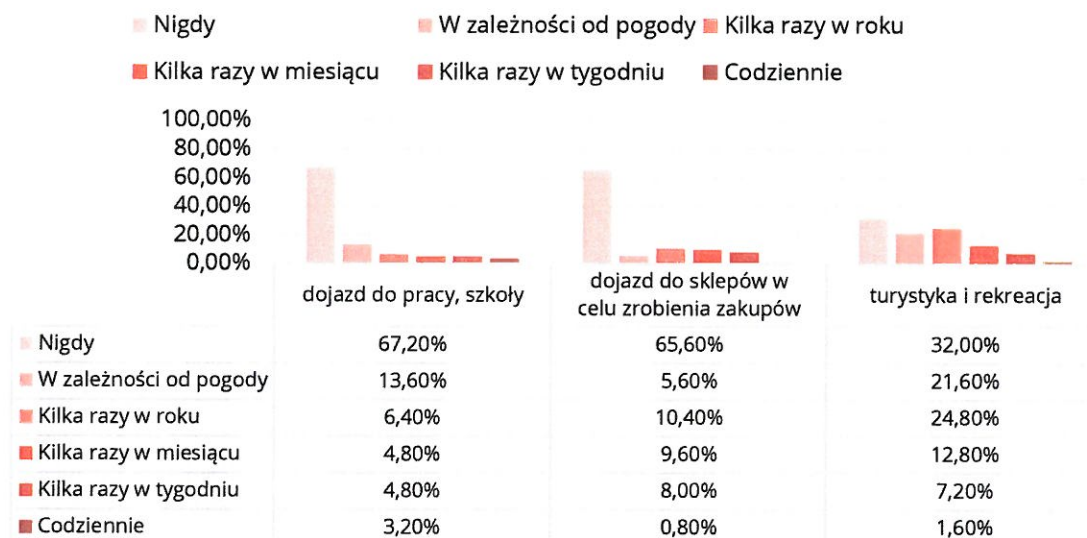 Nigdy W zależności od pogody Kilka razy w roku
Kilka razy w miesiącu Kilka razy w tygodniu Codziennie
100,00%
80,00%
60,00%
40,00%
20,00%
0,00%
dojazd do pracy, szkoły
dojazd do sklepów w
celu zrobienia zakupów
turystyka i rekreacja
Nigdy 67,20% 65,60% 32,00%
W zależności od pogody 13,60% 5,60% 21,60%
Kilka razy w roku 6,40% 10,40% 24,80%
Kilka razy w miesiącu 4,80% 9,60% 12,80%
Kilka razy w tygodniu 4,80% 8,00% 7,20%
Codziennie 3,20% 0,80% 1,60%